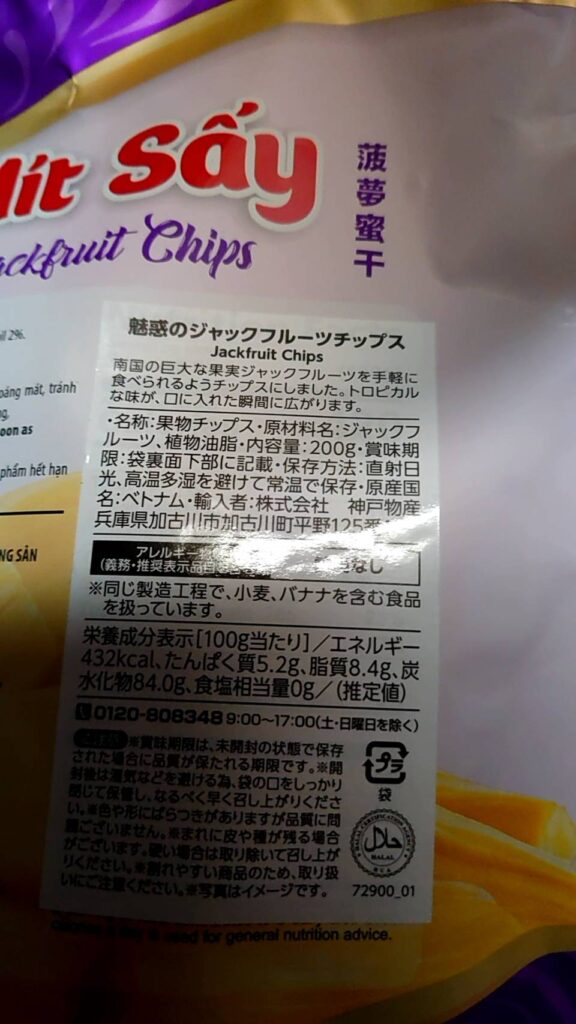 Mít Sấy
Jackfruit Chips
菠夢蜜干
2%.
mát, tránh
oon as
phẩm hết hạn
NG SẢN
魅惑のジャックフルーツチップス
Jackfruit Chips
南国の巨大な果実ジャックフルーツを手軽に
食べられるようチップスにしました。トロピカル
な味が、口に入れた瞬間に広がります。
・名称:果物チップス・原材料名:ジャックフ
ルーツ、植物油脂・内容量:200g・賞味期
限:袋裏面下部に記載・保存方法:直射日
光、高温多湿を避けて常温で保存・原産国
名:ベトナム・輸入者:株式会社 神戸物産
兵庫県加古川市加古川町平野125番
アレルギー物
(義務・推奨表示品目
なし
※同じ製造工程で、小麦、バナナを含む食品
を扱っています。
栄養成分表示[100g当たり]/エネルギー
432kcal、たんぱく質5.2g、脂質8.4g、炭
水化物84.0g、食塩相当量0g/(推定値)
0120-808348 9:00～17:00(土・日曜日を除く)
※賞味期限は、未開封の状態で保存
された場合に品質が保たれる期限です。※開
封後は湿気などを避ける為、袋の口をしっかり
閉じて保管し、なるべく早く召し上がりくださ
い。※色や形にばらつきがありますが品質に問
題ございません。※まれに皮や種が残る場合
がございます。硬い場合は取り除いて召し上が
りください。※割れやすい商品のため、取り扱
いにご注意ください。※写真はイメージです。
プラ
袋
حلال
HALAL
72900_01
is used for general nutrition advice.